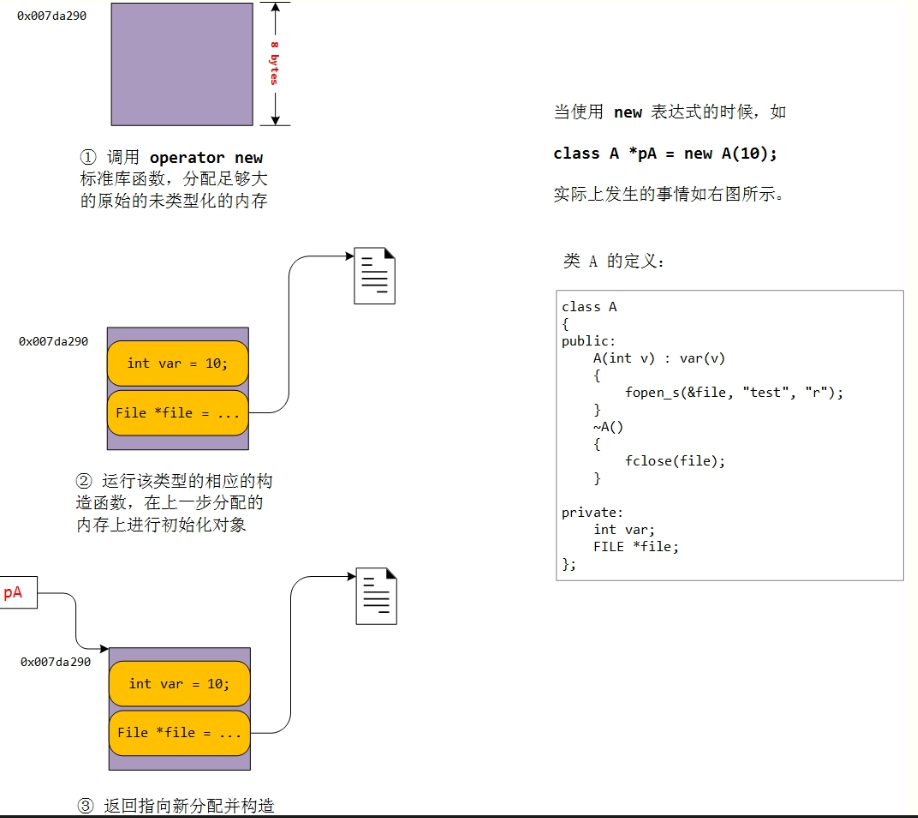 0x007da290
8 bytes
① 调用 operator new
标准库函数，分配足够大
的原始的未类型化的内存
0x007da290
int var = 10;
File *file = ...
② 运行该类型的相应的构
造函数，在上一步分配的
内存上进行初始化对象
pA
0x007da290
int var = 10;
File *file = ...
③ 返回指向新分配并构造
当使用 new 表达式的时候，如
class A *pA = new A(10);
实际上发生的事情如右图所示。
类 A 的定义：
class A
{
public:
    A(int v) : var(v)
    {
        fopen_s(&file, "test", "r");
    }
    ~A()
    {
        fclose(file);
    }
private:
    int var;
    FILE *file;
};